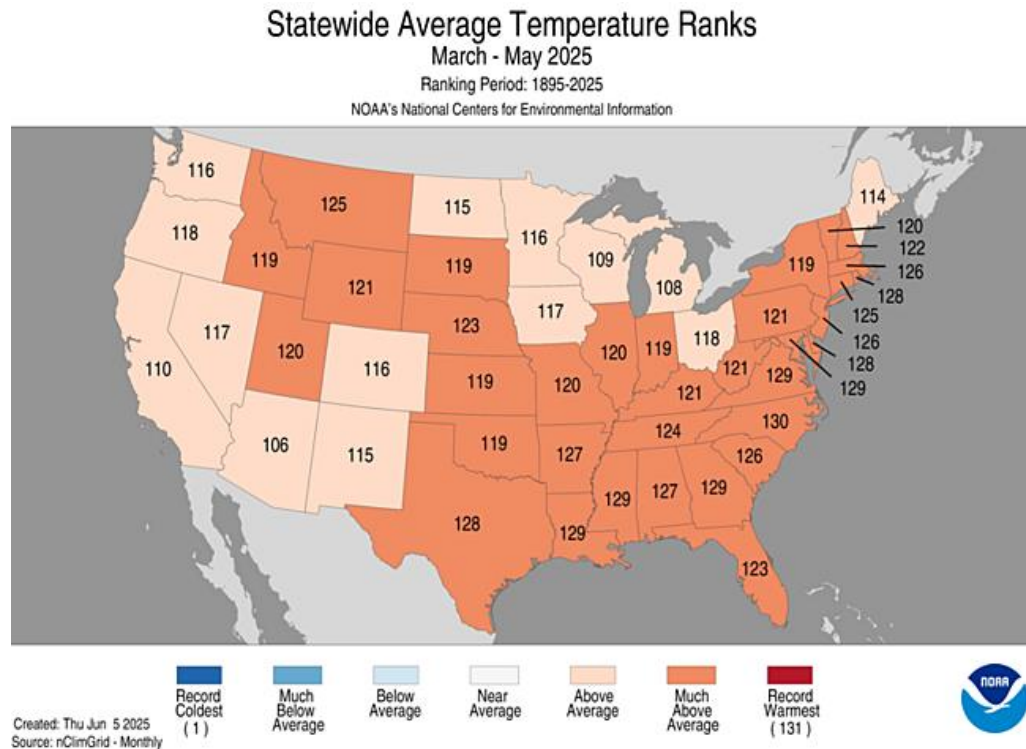 Statewide Average Temperature Ranks
March - May 2025
Ranking Period: 1895-2025
NOAA's National Centers for Environmental Information
116
125
115
116
114
118
119
121
119
109
108
119
120
122
126
128
125
126
128
129
110
117
120
116
123
117
120
119
118
121
121
129
119
120
121
130
106
115
119
127
124
126
128
129
129
127
129
123
Record
Coldest
( 1 )
Much
Below
Average
Below
Average
Near
Average
Above
Average
Much
Above
Average
Record
Warmest
( 131 )
NOAA
Created: Thu Jun 5 2025
Source: nClimGrid - Monthly